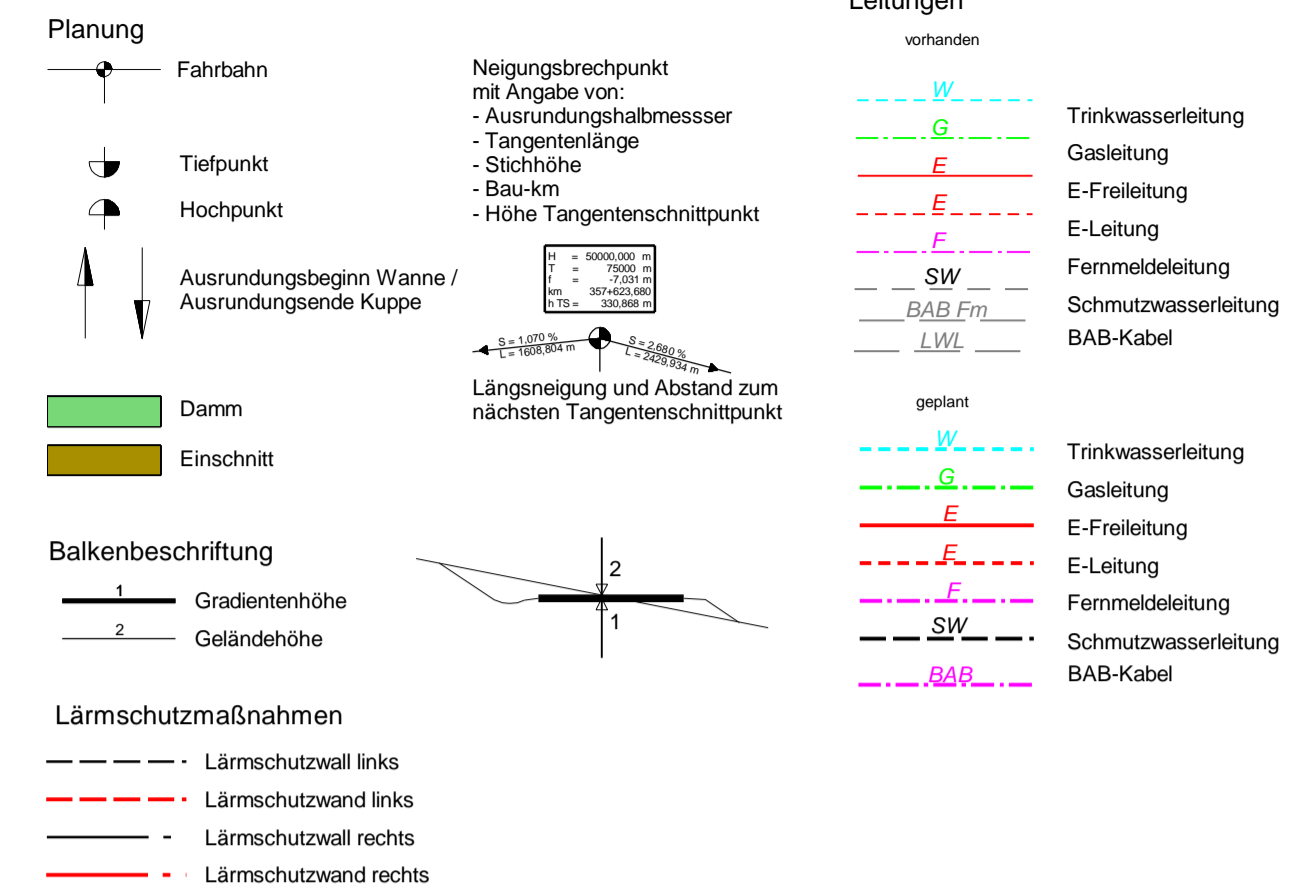 Planung
Fahrbahn
Tiefpunkt
Hochpunkt
Ausrundungsbeginn Wanne /
Ausrundungsende Kuppe
Damm
Einschnitt
Neigungsbrechpunkt
mit Angabe von:
- Ausrundungshalbmessser
- Tangentenlänge
- Stichhöhe
- Bau-km
- Höhe Tangentenschnittpunkt
H = 50000,000 m
T = 75000 m
f = -7,031 m
km 357+623,680
h TS = 330,868 m
S = 1,070 %
L = 1608,804 m
S = 2,680 %
L = 2429,934 m
Längsneigung und Abstand zum
nächsten Tangentenschnittpunkt
Balkenbeschriftung
1 Gradientenhöhe
2 Geländehöhe
2
1
Lärmschutzmaßnahmen
Lärmschutzwall links
Lärmschutzwand links
Lärmschutzwall rechts
Lärmschutzwand rechts
Leitungen
vorhanden
W Trinkwasserleitung
G Gasleitung
E E-Freileitung
E E-Leitung
F Fernmeldeleitung
SW Schmutzwasserleitung
BAB Fm BAB-Kabel
LWL
geplant
W Trinkwasserleitung
G Gasleitung
E E-Freileitung
E E-Leitung
F Fernmeldeleitung
SW Schmutzwasserleitung
BAB BAB-Kabel